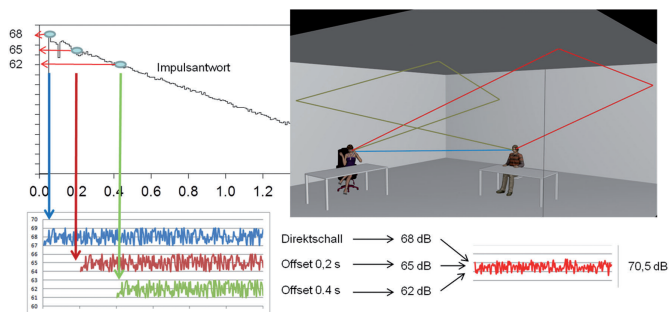 68
65
62
Impulsantwort
0.0 0.2 0.4 0.6 0.8 1.0 1.2
70
69
68
67
66
65
64
63
62
61
60
Direktschall 68 dB
Offset 0,2 s 65 dB
Offset 0.4 s 62 dB
70,5 dB